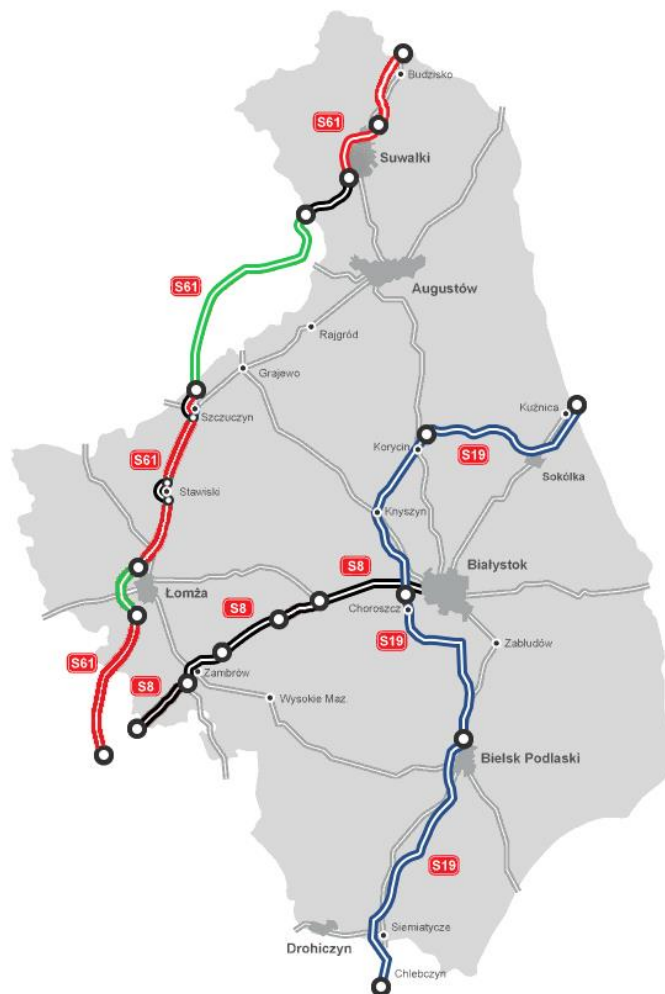 Budzisko
S61
Suwałki
S61
Augustów
Rajgród
Grajewo
Szczuczyn
Kuźnica
Korycin
S19
S61
Sokółka
Stawiski
Knyszyn
S8
Białystok
Łomża
S8
Choroszcz
S19
Zabłudów
S61
S8
Zambrów
Wysokie Maz.
Bielsk Podlaski
S19
Siemiatycze
Drohiczyn
Chlebczyn